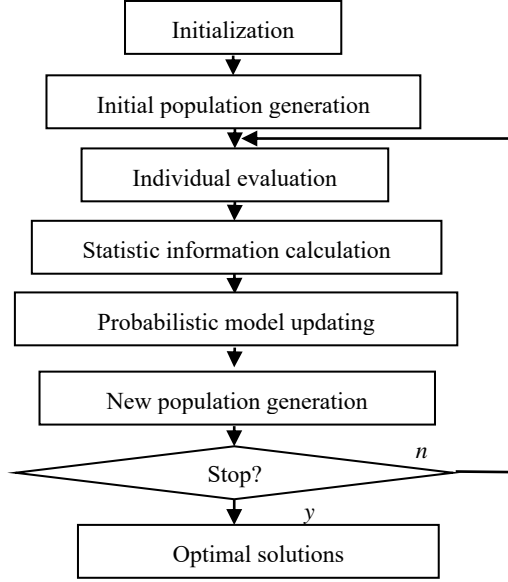 Initialization
Initial population generation
Individual evaluation
Statistic information calculation
Probabilistic model updating
New population generation
n
Stop?
y
Optimal solutions